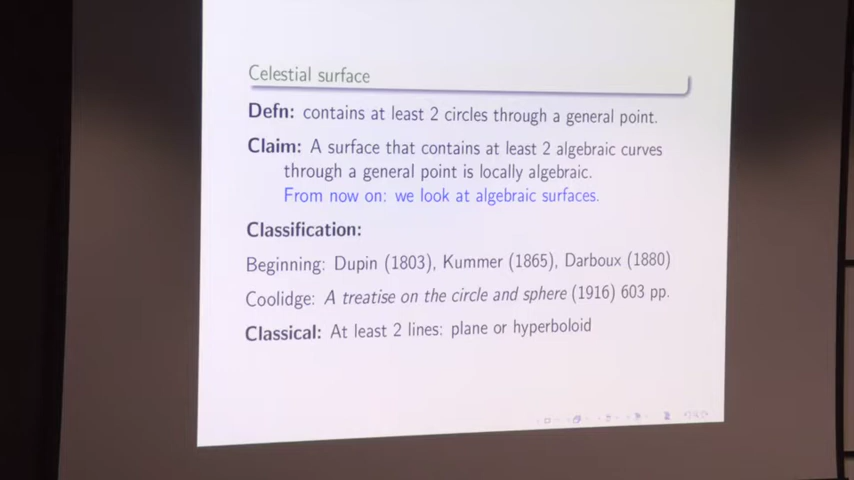 Celestial surface
Defn: contains at least 2 circles through a general point.
Claim: A surface that contains at least 2 algebraic curves
through a general point is locally algebraic.
From now on: we look at algebraic surfaces.
Classification:
Beginning: Dupin (1803), Kummer (1865), Darboux (1880)
Coolidge: A treatise on the circle and sphere (1916) 603 pp.
Classical: At least 2 lines: plane or hyperboloid